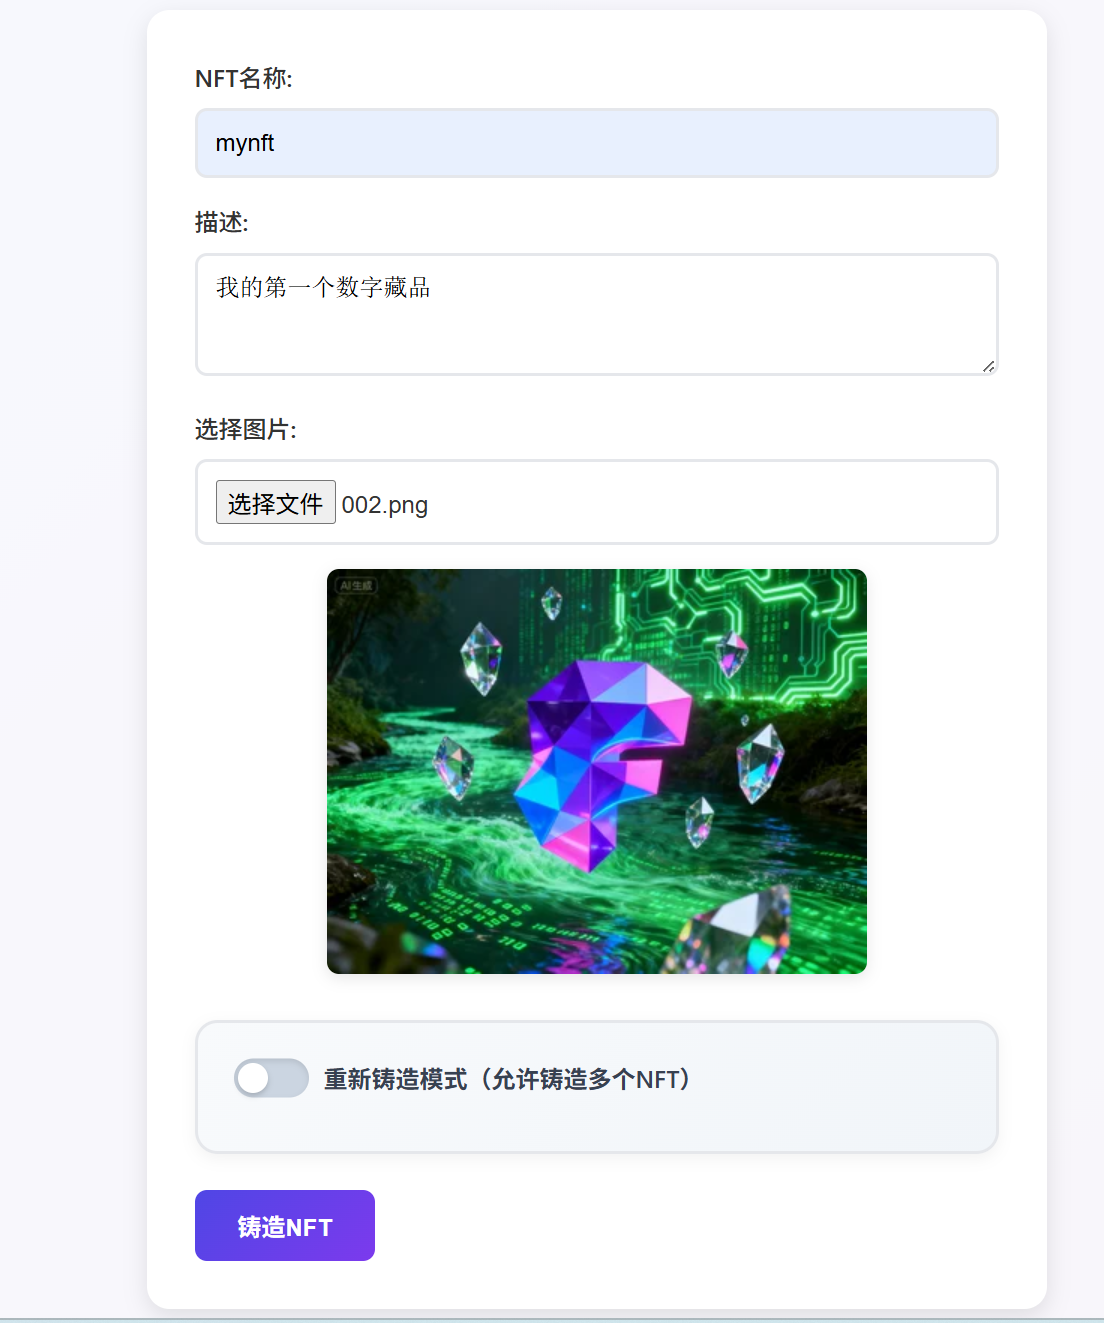 NFT名称:
mynft
描述:
我的第一个数字藏品
选择图片:
选择文件 002.png
AI生成
重新铸造模式（允许铸造多个NFT）
铸造NFT